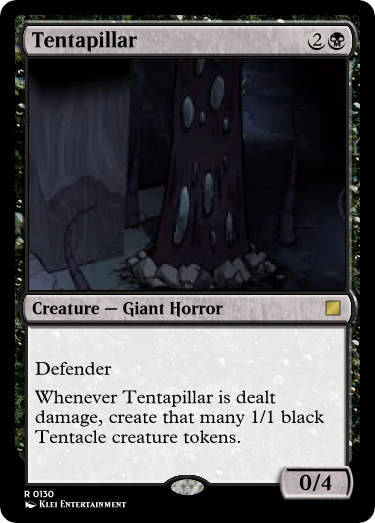 Tentapillar 2
Creature — Giant Horror
Defender
Whenever Tentapillar is dealt
damage, create that many 1/1 black
Tentacle creature tokens.
0/4
R 0130
Klei Entertainment